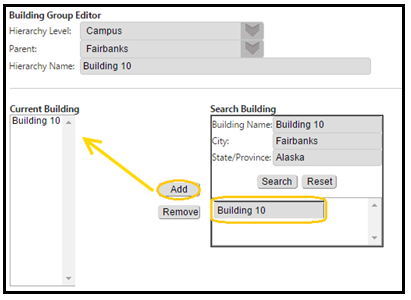 Building Group Editor
Hierarchy Level: Campus
Parent: Fairbanks
Hierarchy Name: Building 10
Current Building
Building 10
Search Building
Building Name: Building 10
City: Fairbanks
State/Province: Alaska
Search Reset
Add
Remove
Building 10